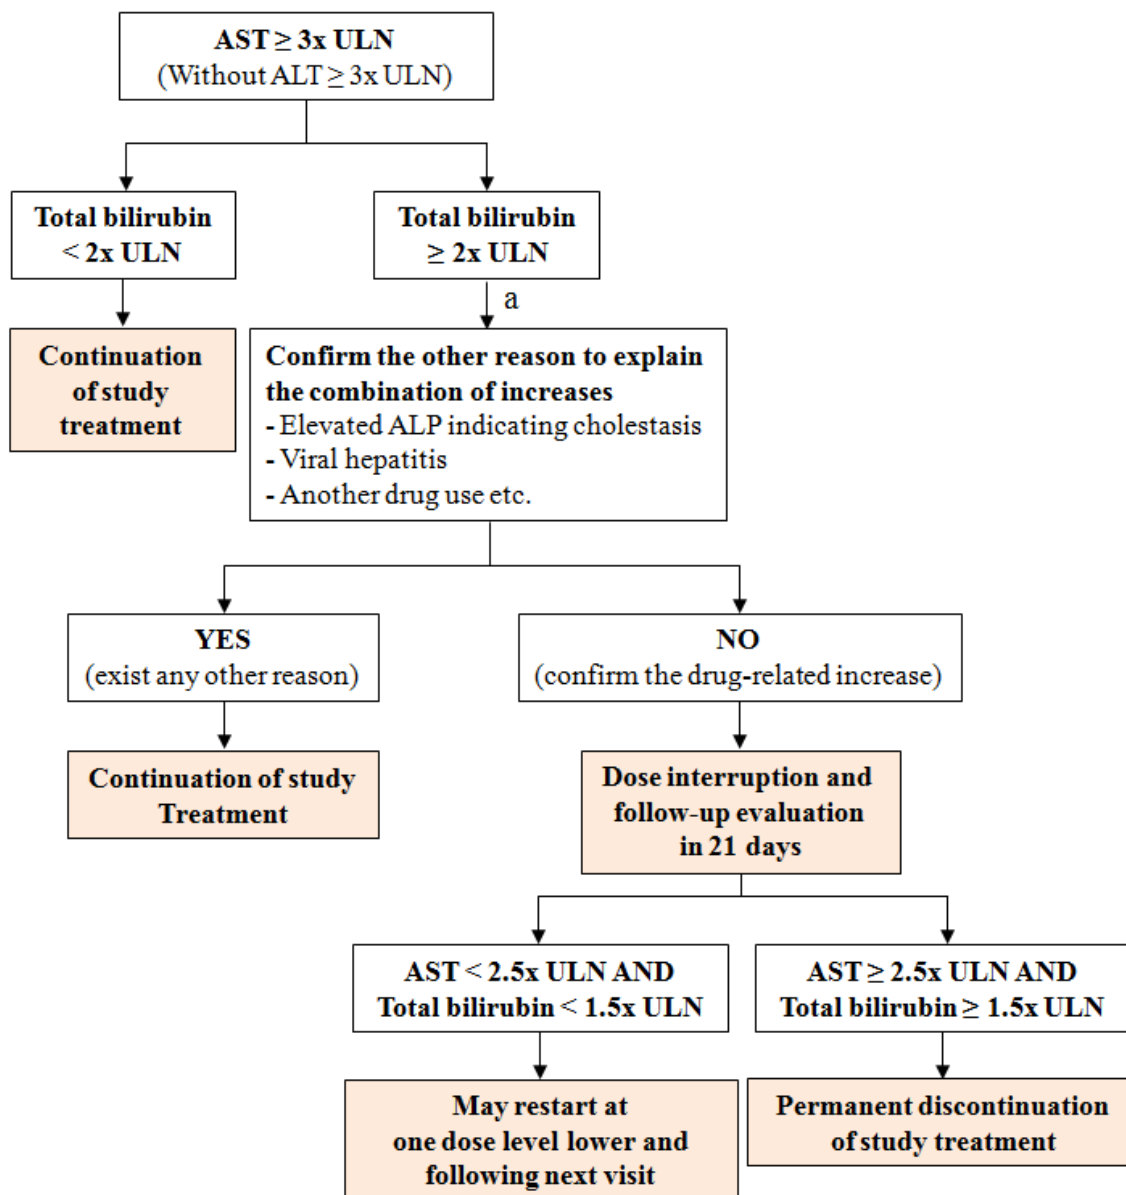 AST ≥ 3x ULN
(Without ALT ≥ 3x ULN)
Total bilirubin
< 2x ULN
Total bilirubin
≥ 2x ULN
a
Continuation
of study
treatment
Confirm the other reason to explain
the combination of increases
- Elevated ALP indicating cholestasis
- Viral hepatitis
- Another drug use etc.
YES
(exist any other reason)
NO
(confirm the drug-related increase)
Continuation of study
Treatment
Dose interruption and
follow-up evaluation
in 21 days
AST < 2.5x ULN AND
Total bilirubin < 1.5x ULN
AST ≥ 2.5x ULN AND
Total bilirubin ≥ 1.5x ULN
May restart at
one dose level lower and
following next visit
Permanent discontinuation
of study treatment